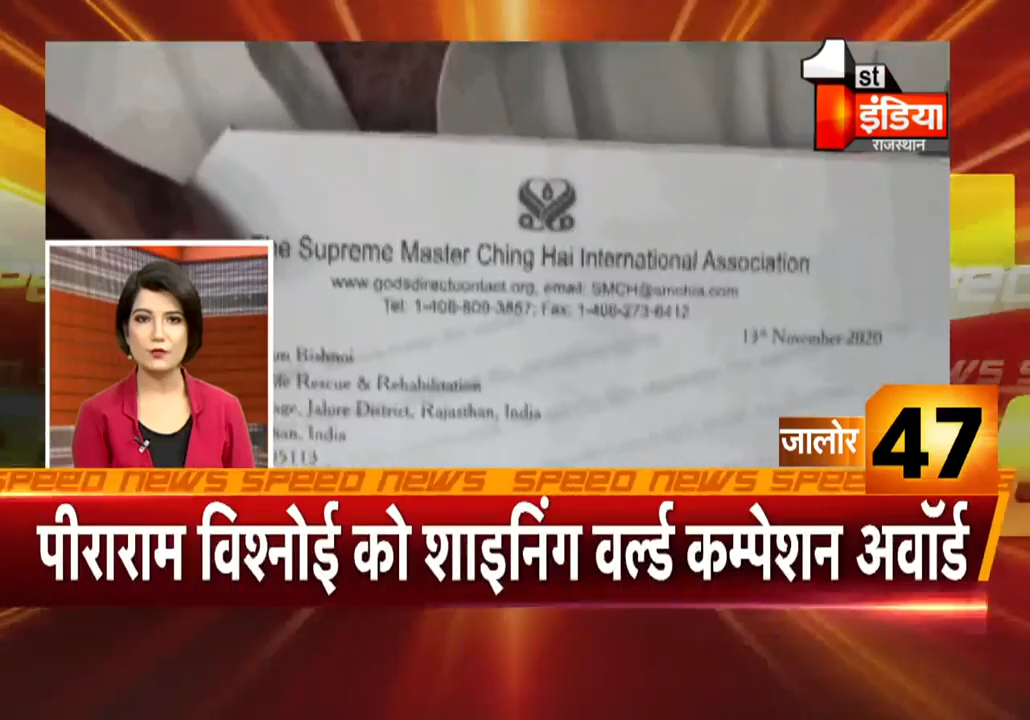 1st
इंडिया
राजस्थान
The Supreme Master Ching Hai International Association
www.godsdirectcontact.org, email: SMCH@smchia.com
Tel: 1-408-809-3867; Fax: 1-408-273-6412
13th November 2020
Bishnoi
Rescue & Rehabilitation
Jalore District, Rajasthan, India
India
जालोर
47
SPEED NEWS SPEED NEWS SPEED NEWS
पीराराम विश्नोई को शाइनिंग वर्ल्ड कम्पेशन अवॉर्ड